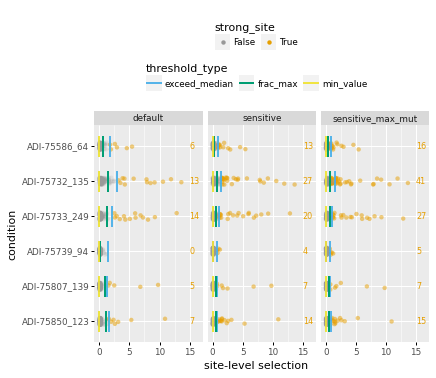 strong_site
False True
threshold_type
exceed_median frac_max min_value
default sensitive sensitive_max_mut
ADI-75586_64 6 13 16
ADI-75732_135 13 27 41
ADI-75733_249 14 20 27
ADI-75739_94 0 4 5
ADI-75807_139 5 7 7
ADI-75850_123 7 14 15
condition
0 5 10 15 0 5 10 15 0 5 10 15
site-level selection